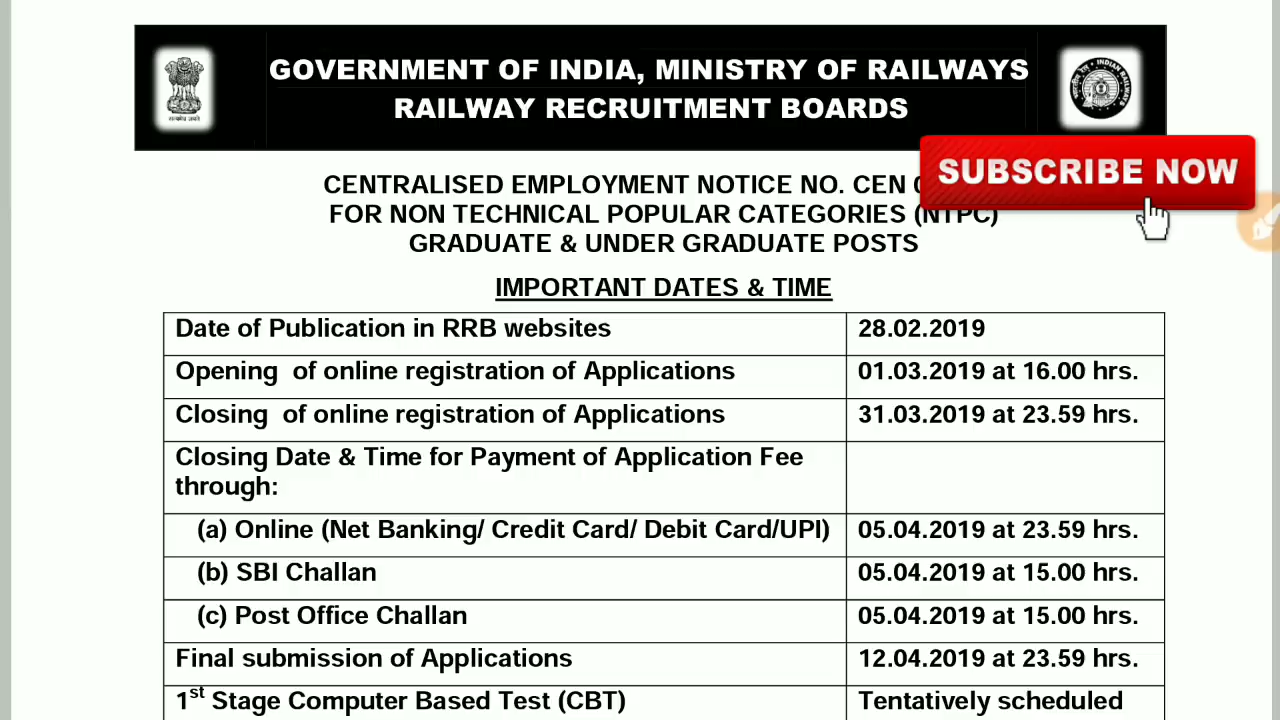 GOVERNMENT OF INDIA, MINISTRY OF RAILWAYS
RAILWAY RECRUITMENT BOARDS
सत्यमेव जयते
INDIAN RAILWAYS
SUBSCRIBE NOW
CENTRALISED EMPLOYMENT NOTICE NO. CEN
FOR NON TECHNICAL POPULAR CATEGORIES (NTPC)
GRADUATE & UNDER GRADUATE POSTS
IMPORTANT DATES & TIME
Date of Publication in RRB websites 28.02.2019
Opening of online registration of Applications 01.03.2019 at 16.00 hrs.
Closing of online registration of Applications 31.03.2019 at 23.59 hrs.
Closing Date & Time for Payment of Application Fee
through:
(a) Online (Net Banking/ Credit Card/ Debit Card/UPI) 05.04.2019 at 23.59 hrs.
(b) SBI Challan 05.04.2019 at 15.00 hrs.
(c) Post Office Challan 05.04.2019 at 15.00 hrs.
Final submission of Applications 12.04.2019 at 23.59 hrs.
1st Stage Computer Based Test (CBT) Tentatively scheduled